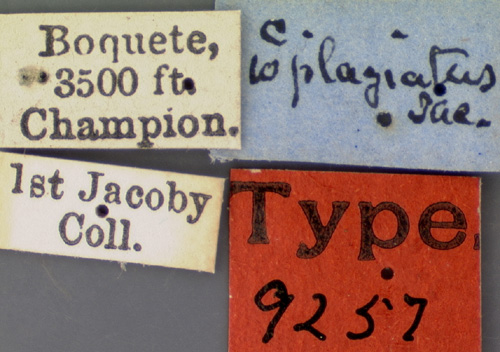 Boquete,
3500 ft.
Champion.
plagiatus
Jac.
1st Jacoby
Coll.
Type.
9257